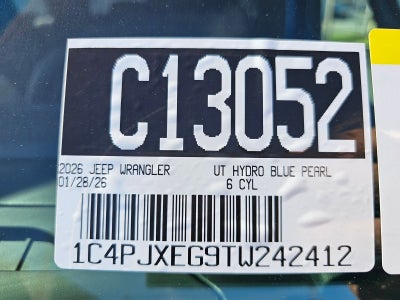 C13052
2026 JEEP WRANGLER UT HYDRO BLUE PEARL
01/28/26 6 CYL
1C4PJXEG9TW242412